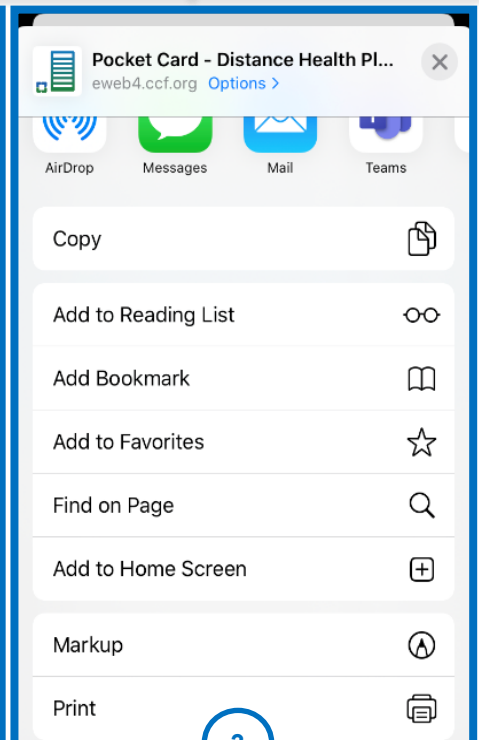 Pocket Card - Distance Health Pl...
eweb4.ccf.org Options >
AirDrop Messages Mail Teams
Copy
Add to Reading List
Add Bookmark
Add to Favorites
Find on Page
Add to Home Screen
Markup
Print